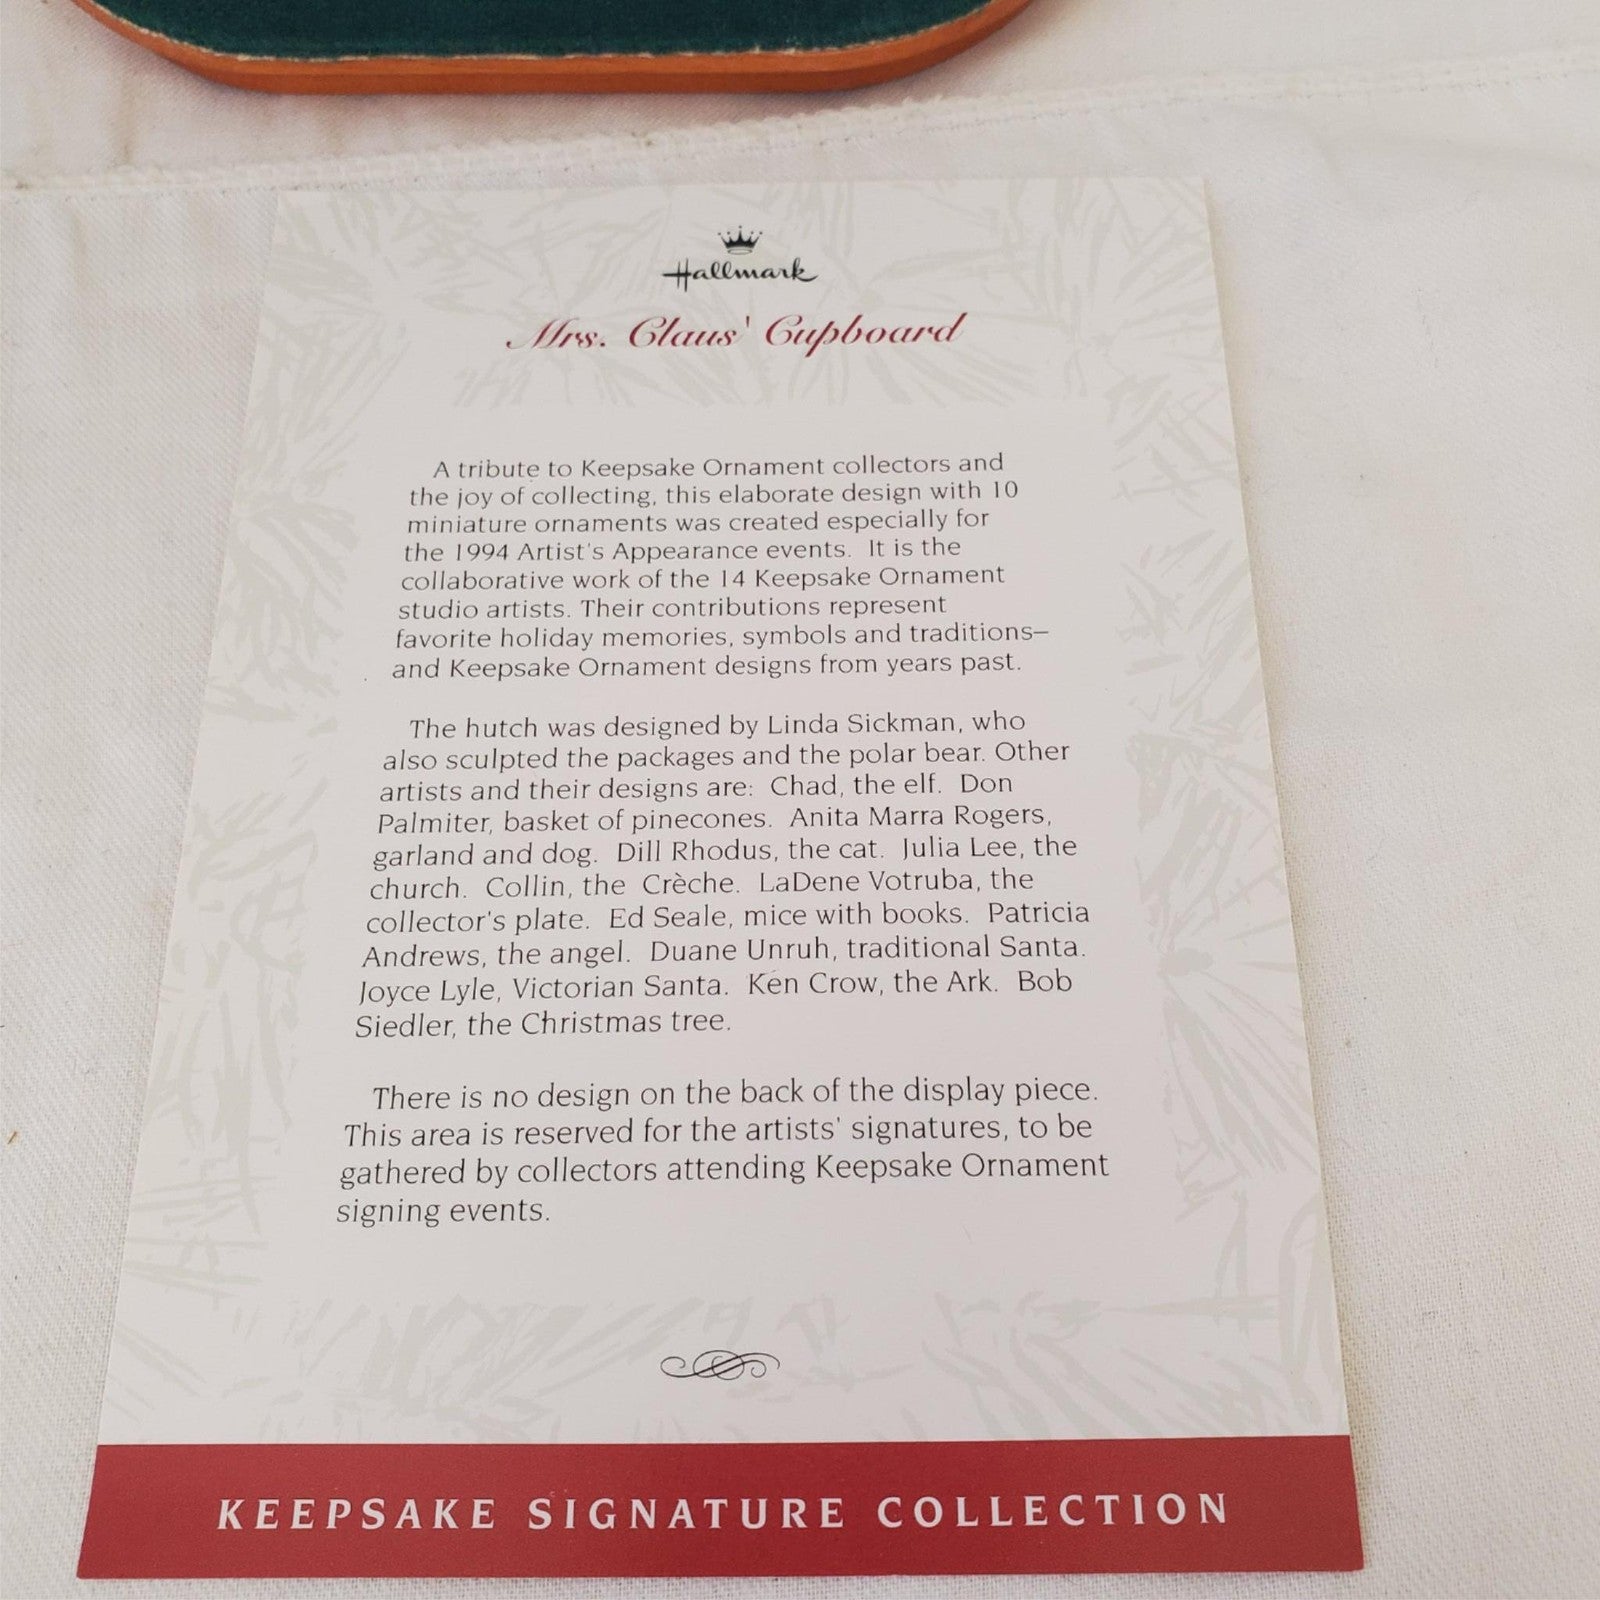 Hallmark
Mrs. Claus' Cupboard
A tribute to Keepsake Ornament collectors and
the joy of collecting, this elaborate design with 10
miniature ornaments was created especially for
the 1994 Artist's Appearance events. It is the
collaborative work of the 14 Keepsake Ornament
studio artists. Their contributions represent
favorite holiday memories, symbols and traditions—
and Keepsake Ornament designs from years past.
The hutch was designed by Linda Sickman, who
also sculpted the packages and the polar bear. Other
artists and their designs are: Chad, the elf. Don
Palmiter, basket of pinecones. Anita Marra Rogers,
garland and dog. Dill Rhodus, the cat. Julia Lee, the
church. Collin, the Crèche. LaDene Votruba, the
collector's plate. Ed Seale, mice with books. Patricia
Andrews, the angel. Duane Unruh, traditional Santa.
Joyce Lyle, Victorian Santa. Ken Crow, the Ark. Bob
Siedler, the Christmas tree.
There is no design on the back of the display piece.
This area is reserved for the artists' signatures, to be
gathered by collectors attending Keepsake Ornament
signing events.
KEEPSAKE SIGNATURE COLLECTION